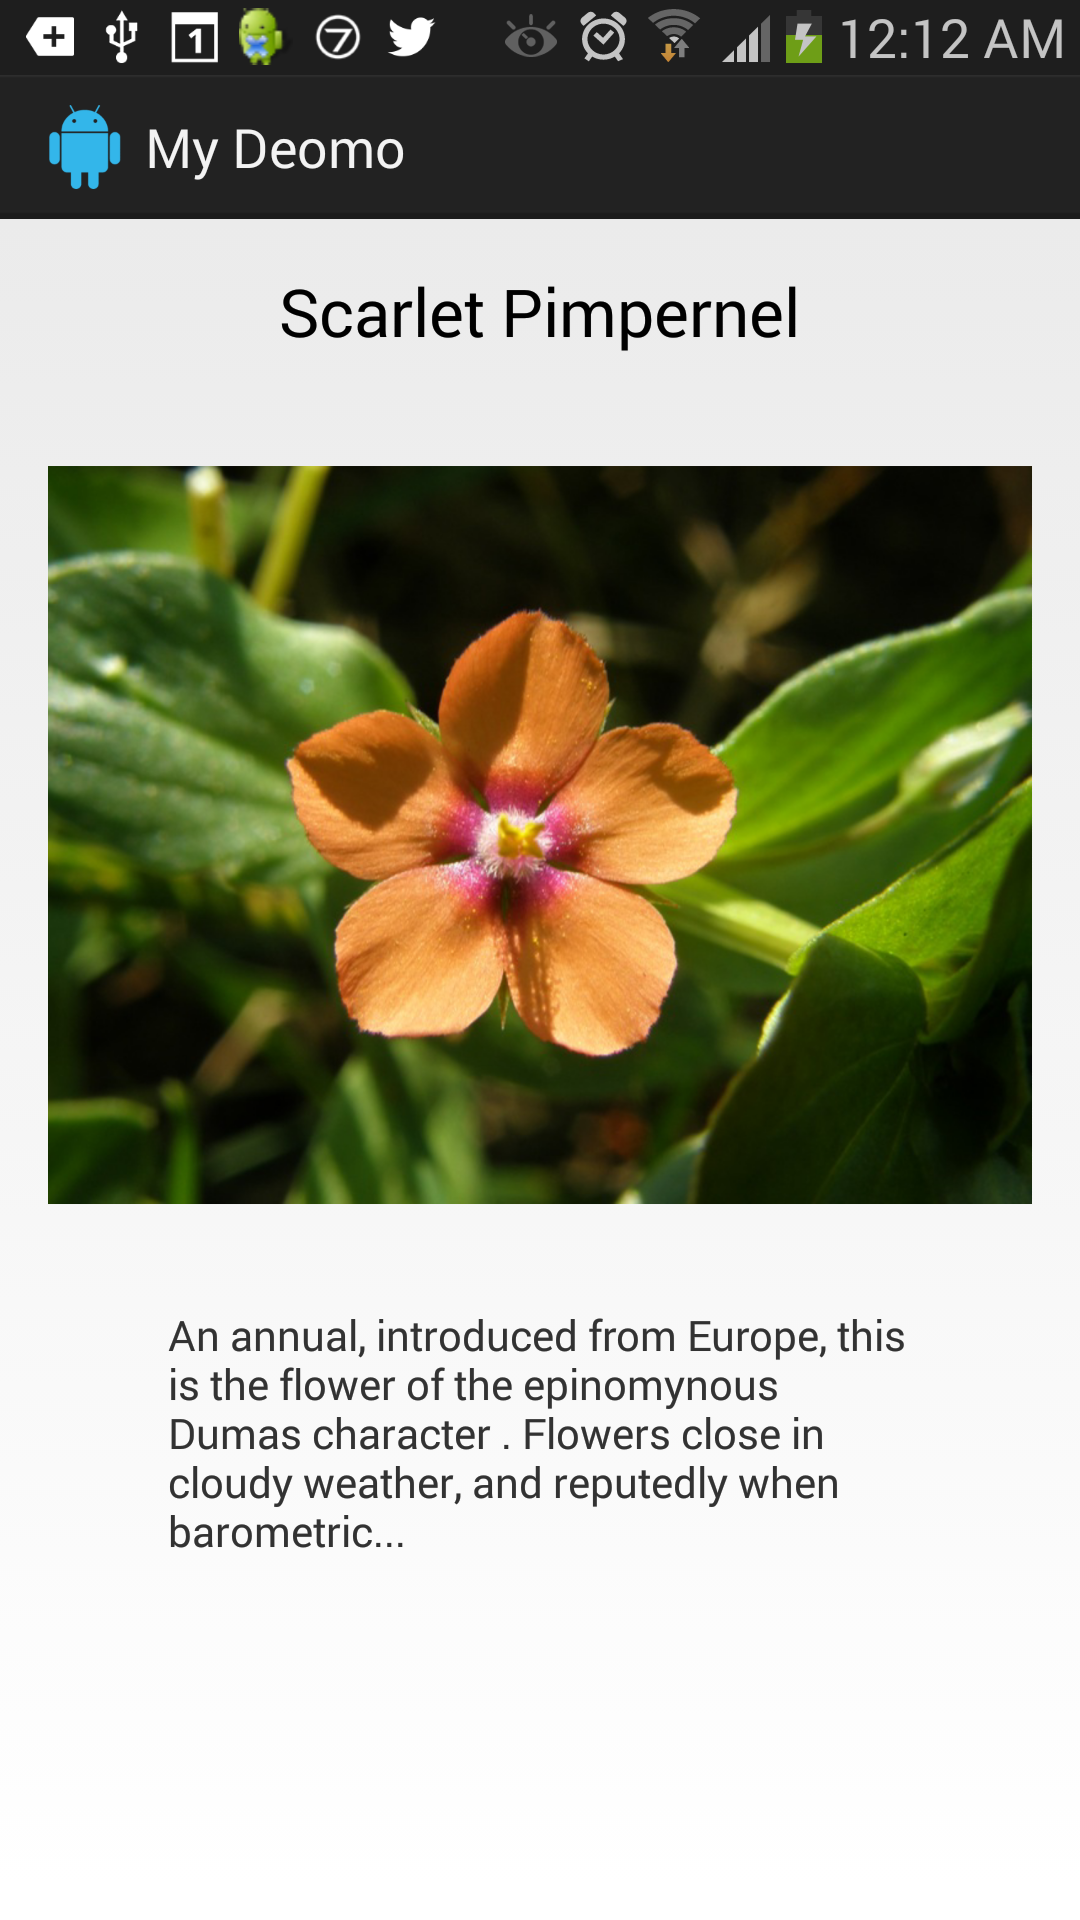 1 7 12:12 AM
My Deomo
Scarlet Pimpernel
An annual, introduced from Europe, this
is the flower of the epinomynous
Dumas character . Flowers close in
cloudy weather, and reputedly when
barometric...